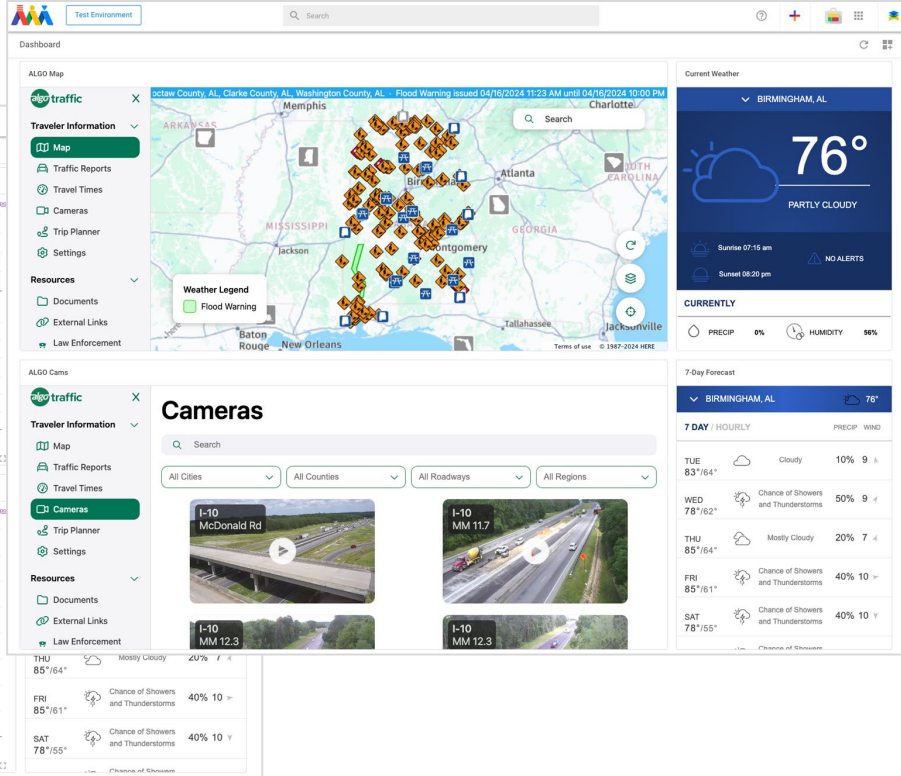 Test Environment
Search
Dashboard
ALGO Map
algo traffic
X
Traveler Information
Map
Traffic Reports
Travel Times
Cameras
Trip Planner
Settings
Resources
Documents
External Links
Law Enforcement
octaw County, AL, Clarke County, AL, Washington County, AL - Flood Warning issued 04/16/2024 11:23 AM until 04/16/2024 10:00 PM
Memphis
Charlotte
Search
ARKANSAS
Atlanta
SOUTH
CAROLINA
MISSISSIPPI
GEORGIA
Jackson
Montgomery
Weather Legend
Flood Warning
Tallahassee
Jacksonville
Baton
Rouge
New Orleans
Terms of use
© 1987-2024 HERE
Current Weather
BIRMINGHAM, AL
76°
PARTLY CLOUDY
Sunrise 07:15 am
Sunset 08:20 pm
NO ALERTS
CURRENTLY
PRECIP 0%
HUMIDITY 56%
ALGO Cams
algo traffic
X
Traveler Information
Map
Traffic Reports
Travel Times
Cameras
Trip Planner
Settings
Resources
Documents
External Links
Law Enforcement
Cameras
Search
All Cities
All Counties
All Roadways
All Regions
I-10
McDonald Rd
I-10
MM 11.7
I-10
MM 12.3
I-10
MM 12.3
7-Day Forecast
BIRMINGHAM, AL 76°
7 DAY / HOURLY PRECIP WIND
TUE
83°/64°
Cloudy
10% 9
WED
78°/62°
Chance of Showers
and Thunderstorms
50% 9
THU
85°/64°
Mostly Cloudy
20% 7
FRI
85°/61°
Chance of Showers
and Thunderstorms
40% 10
SAT
78°/55°
Chance of Showers
and Thunderstorms
40% 10
THU
85°/64°
Mostly Cloudy
20% 7
FRI
85°/61°
Chance of Showers
and Thunderstorms
40% 10
SAT
78°/55°
Chance of Showers
and Thunderstorms
40% 10
Chance of Showers